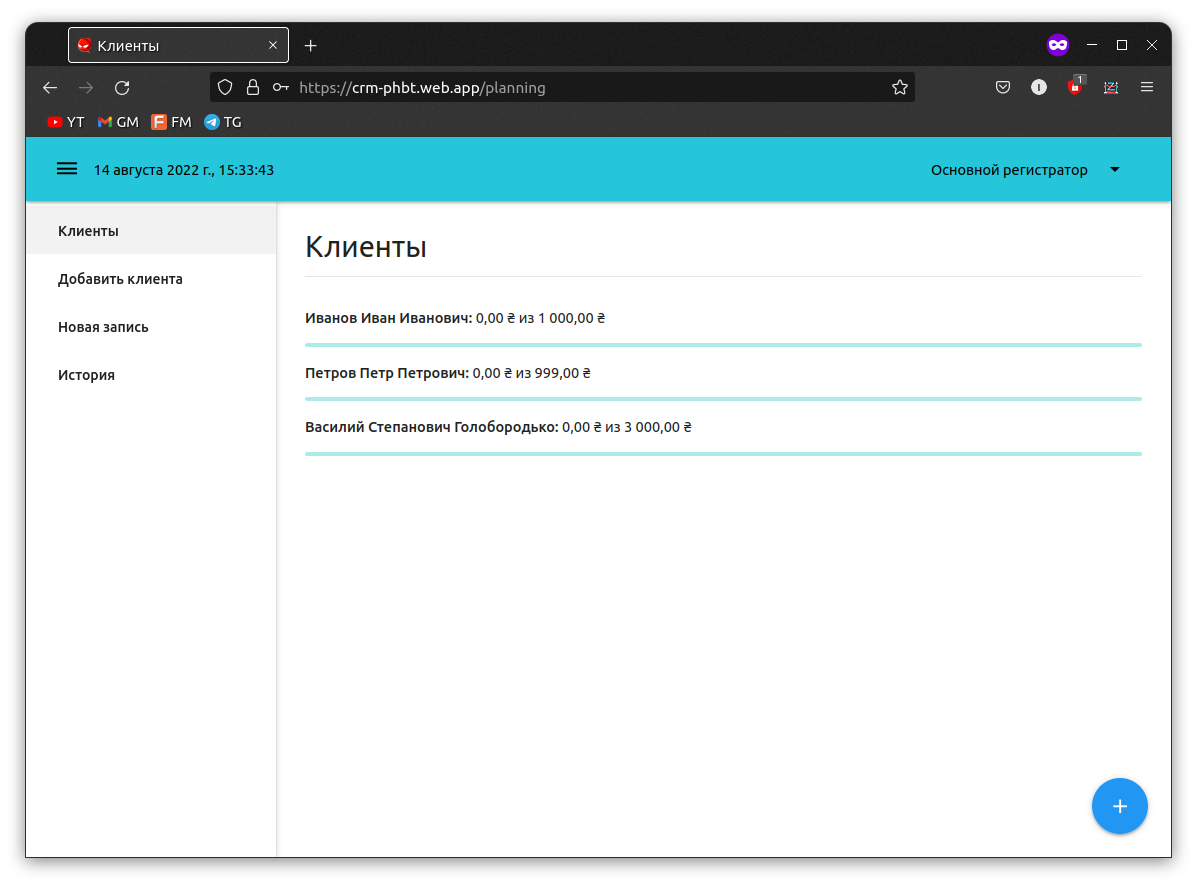 Клиенты
https://crm-phbt.web.app/planning
1
YT GM FM TG
14 августа 2022 г., 15:33:43
Основной регистратор
Клиенты
Добавить клиента
Новая запись
История
Клиенты
Иванов Иван Иванович: 0,00 ₴ из 1 000,00 ₴
Петров Петр Петрович: 0,00 ₴ из 999,00 ₴
Василий Степанович Голобородько: 0,00 ₴ из 3 000,00 ₴